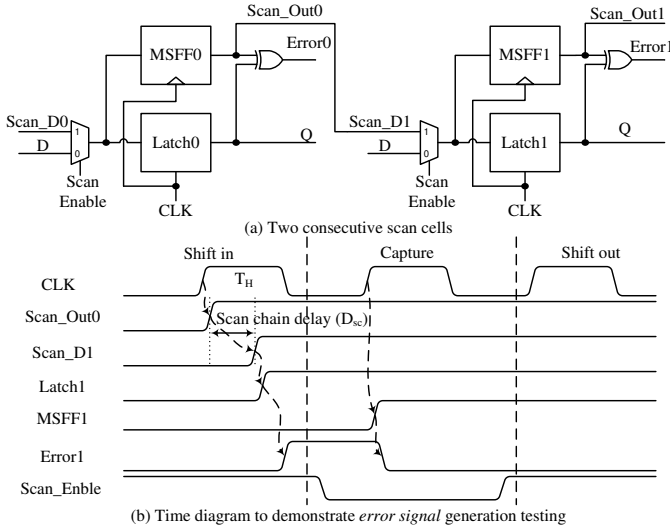 Scan_Out0
Scan_Out1
MSFF0
Error0
MSFF1
Error1
Scan_D0
1
Scan_D1
1
D
0
Latch0
Q
D
0
Latch1
Q
Scan
Enable
CLK
Scan
Enable
CLK
(a) Two consecutive scan cells
Shift in
Capture
Shift out
CLK
TH
Scan_Out0
Scan chain delay (Dsc)
Scan_D1
Latch1
MSFF1
Error1
Scan_Enble
(b) Time diagram to demonstrate error signal generation testing